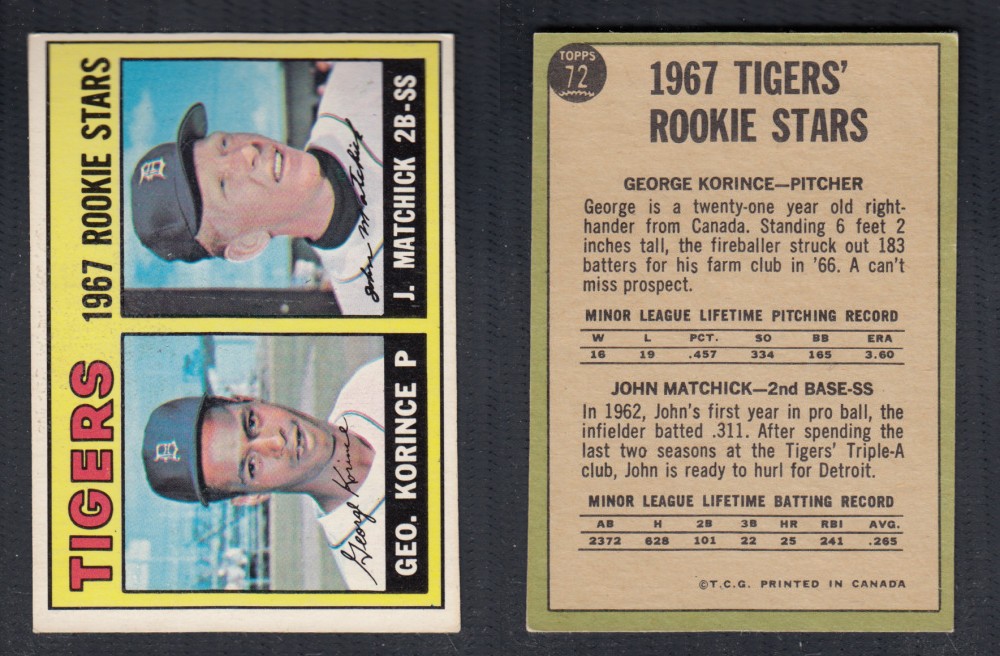 TIGERS 1967 ROOKIE STARS
George Korince
John Matchick
GEO. KORINCE P
J. MATCHICK 2B-SS
TOPPS
72
1967 TIGERS'
ROOKIE STARS
GEORGE KORINCE—PITCHER
George is a twenty-one year old right-
hander from Canada. Standing 6 feet 2
inches tall, the fireballer struck out 183
batters for his farm club in '66. A can't
miss prospect.
MINOR LEAGUE LIFETIME PITCHING RECORD
W L PCT. SO BB ERA
16 19 .457 334 165 3.60
JOHN MATCHICK—2nd BASE-SS
In 1962, John's first year in pro ball, the
infielder batted .311. After spending the
last two seasons at the Tigers' Triple-A
club, John is ready to hurl for Detroit.
MINOR LEAGUE LIFETIME BATTING RECORD
AB H 2B 3B HR RBI AVG.
2372 628 101 22 25 241 .265
©T.C.G. PRINTED IN CANADA